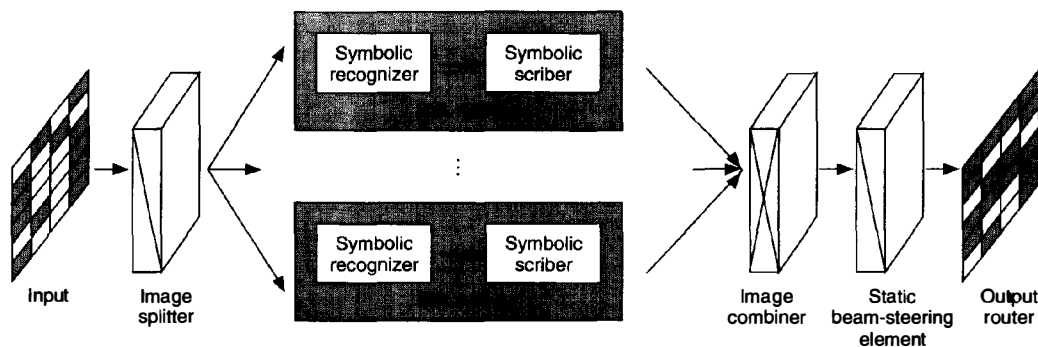 Symbolic
recognizer
Symbolic
scriber
Symbolic
recognizer
Symbolic
scriber
Input
Image
splitter
Image
combiner
Static
beam-steering
element
Output
router